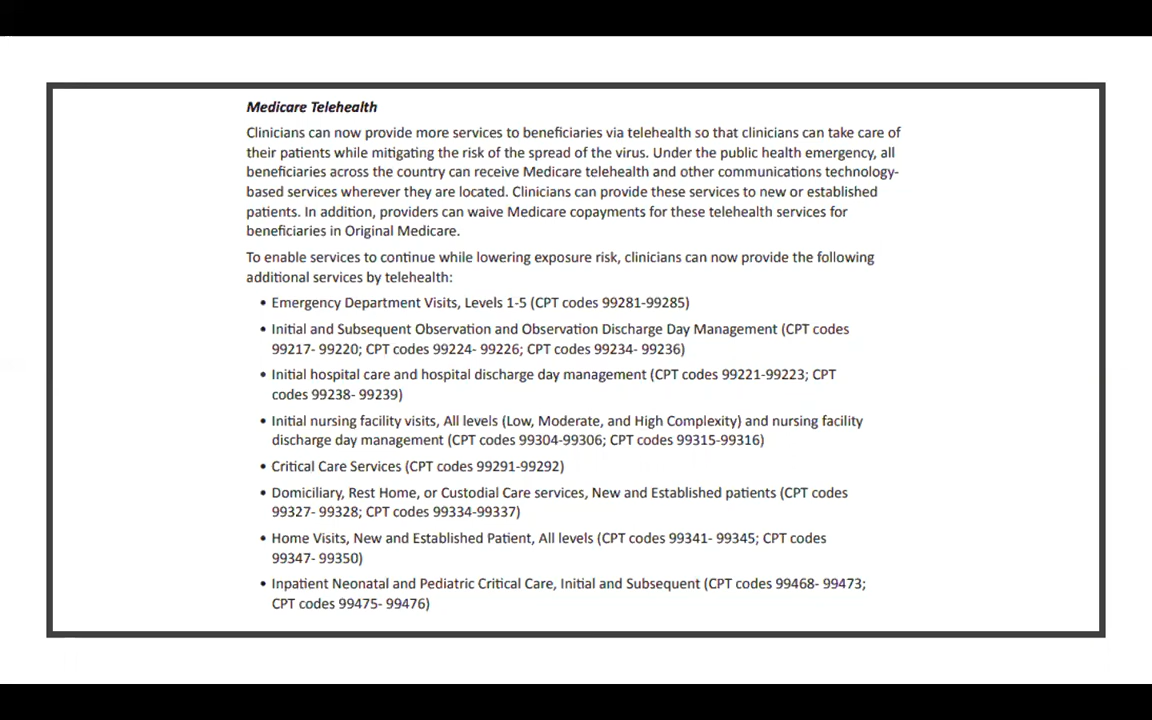 Medicare Telehealth
Clinicians can now provide more services to beneficiaries via telehealth so that clinicians can take care of
their patients while mitigating the risk of the spread of the virus. Under the public health emergency, all
beneficiaries across the country can receive Medicare telehealth and other communications technology-
based services wherever they are located. Clinicians can provide these services to new or established
patients. In addition, providers can waive Medicare copayments for these telehealth services for
beneficiaries in Original Medicare.
To enable services to continue while lowering exposure risk, clinicians can now provide the following
additional services by telehealth:
• Emergency Department Visits, Levels 1-5 (CPT codes 99281-99285)
• Initial and Subsequent Observation and Observation Discharge Day Management (CPT codes
99217- 99220; CPT codes 99224- 99226; CPT codes 99234- 99236)
• Initial hospital care and hospital discharge day management (CPT codes 99221-99223; CPT
codes 99238- 99239)
• Initial nursing facility visits, All levels (Low, Moderate, and High Complexity) and nursing facility
discharge day management (CPT codes 99304-99306; CPT codes 99315-99316)
• Critical Care Services (CPT codes 99291-99292)
• Domiciliary, Rest Home, or Custodial Care services, New and Established patients (CPT codes
99327- 99328; CPT codes 99334-99337)
• Home Visits, New and Established Patient, All levels (CPT codes 99341- 99345; CPT codes
99347- 99350)
• Inpatient Neonatal and Pediatric Critical Care, Initial and Subsequent (CPT codes 99468- 99473;
CPT codes 99475- 99476)